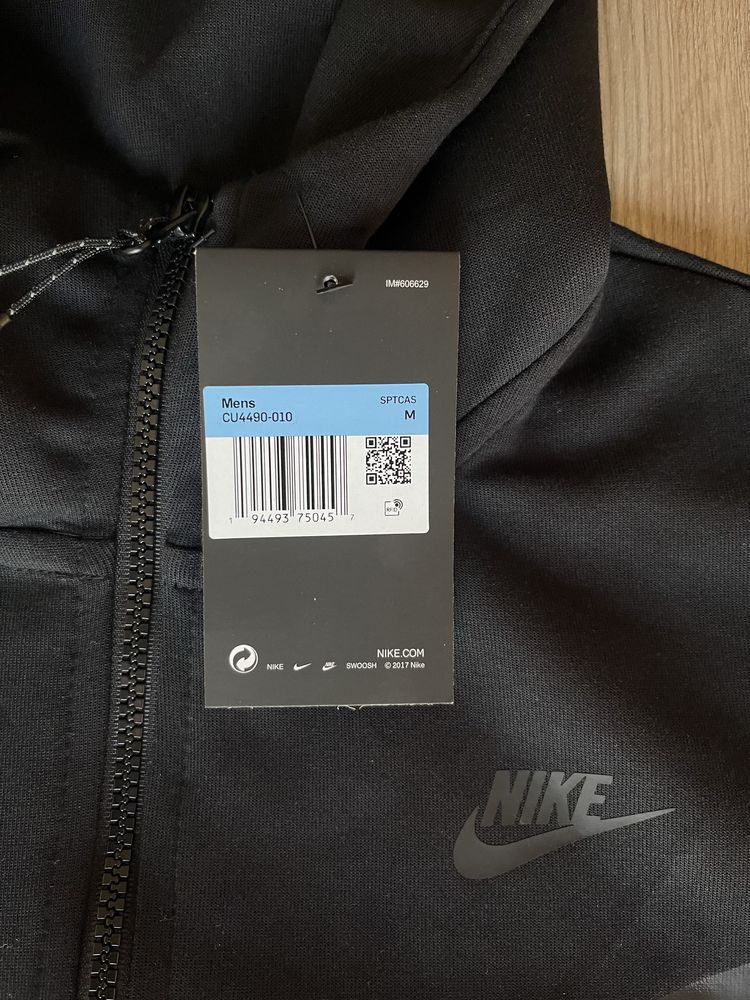 IM#606629
Mens
SPTCAS
CU4490-010
M
1 94493 75045 7
RFID
NIKE.COM
NIKE SWOOSH © 2017 Nike
NIKE